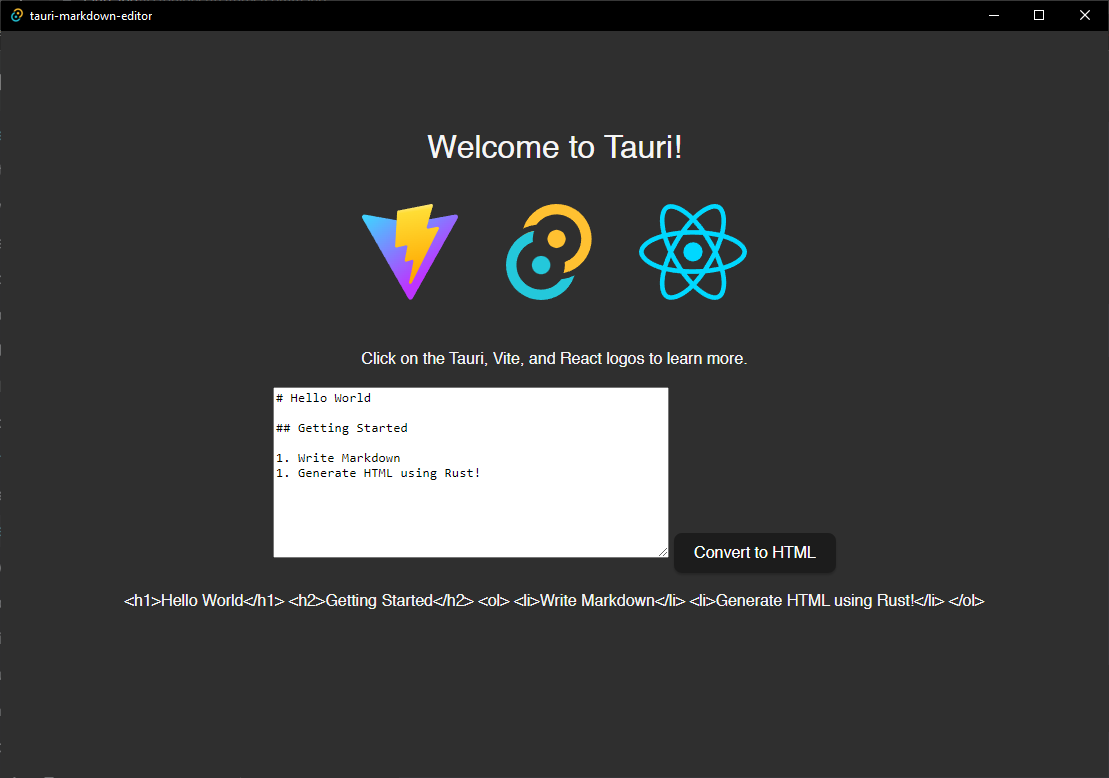 tauri-markdown-editor
Welcome to Tauri!
Click on the Tauri, Vite, and React logos to learn more.
# Hello World
## Getting Started
1. Write Markdown
1. Generate HTML using Rust!
Convert to HTML
<h1>Hello World</h1> <h2>Getting Started</h2> <ol> <li>Write Markdown</li> <li>Generate HTML using Rust!</li> </ol>